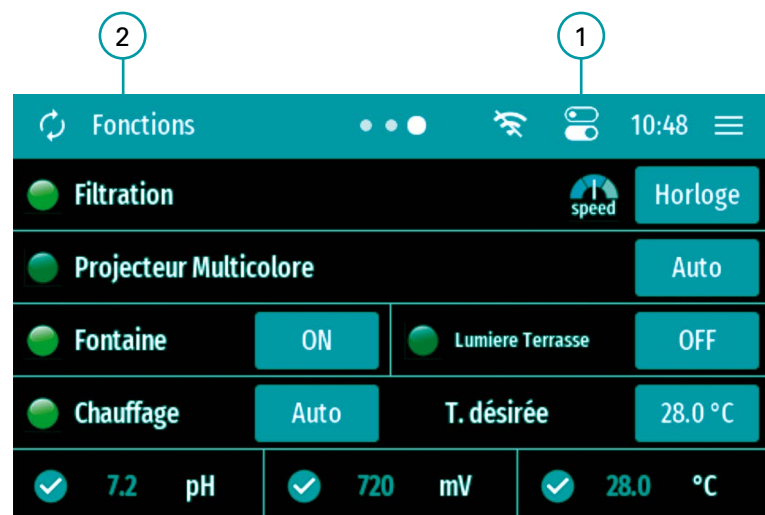 2 1
Fonctions 10:48
Filtration speed Horloge
Projecteur Multicolore Auto
Fontaine ON Lumiere Terrasse OFF
Chauffage Auto T. désirée 28.0 °C
7.2 pH 720 mV 28.0 °C